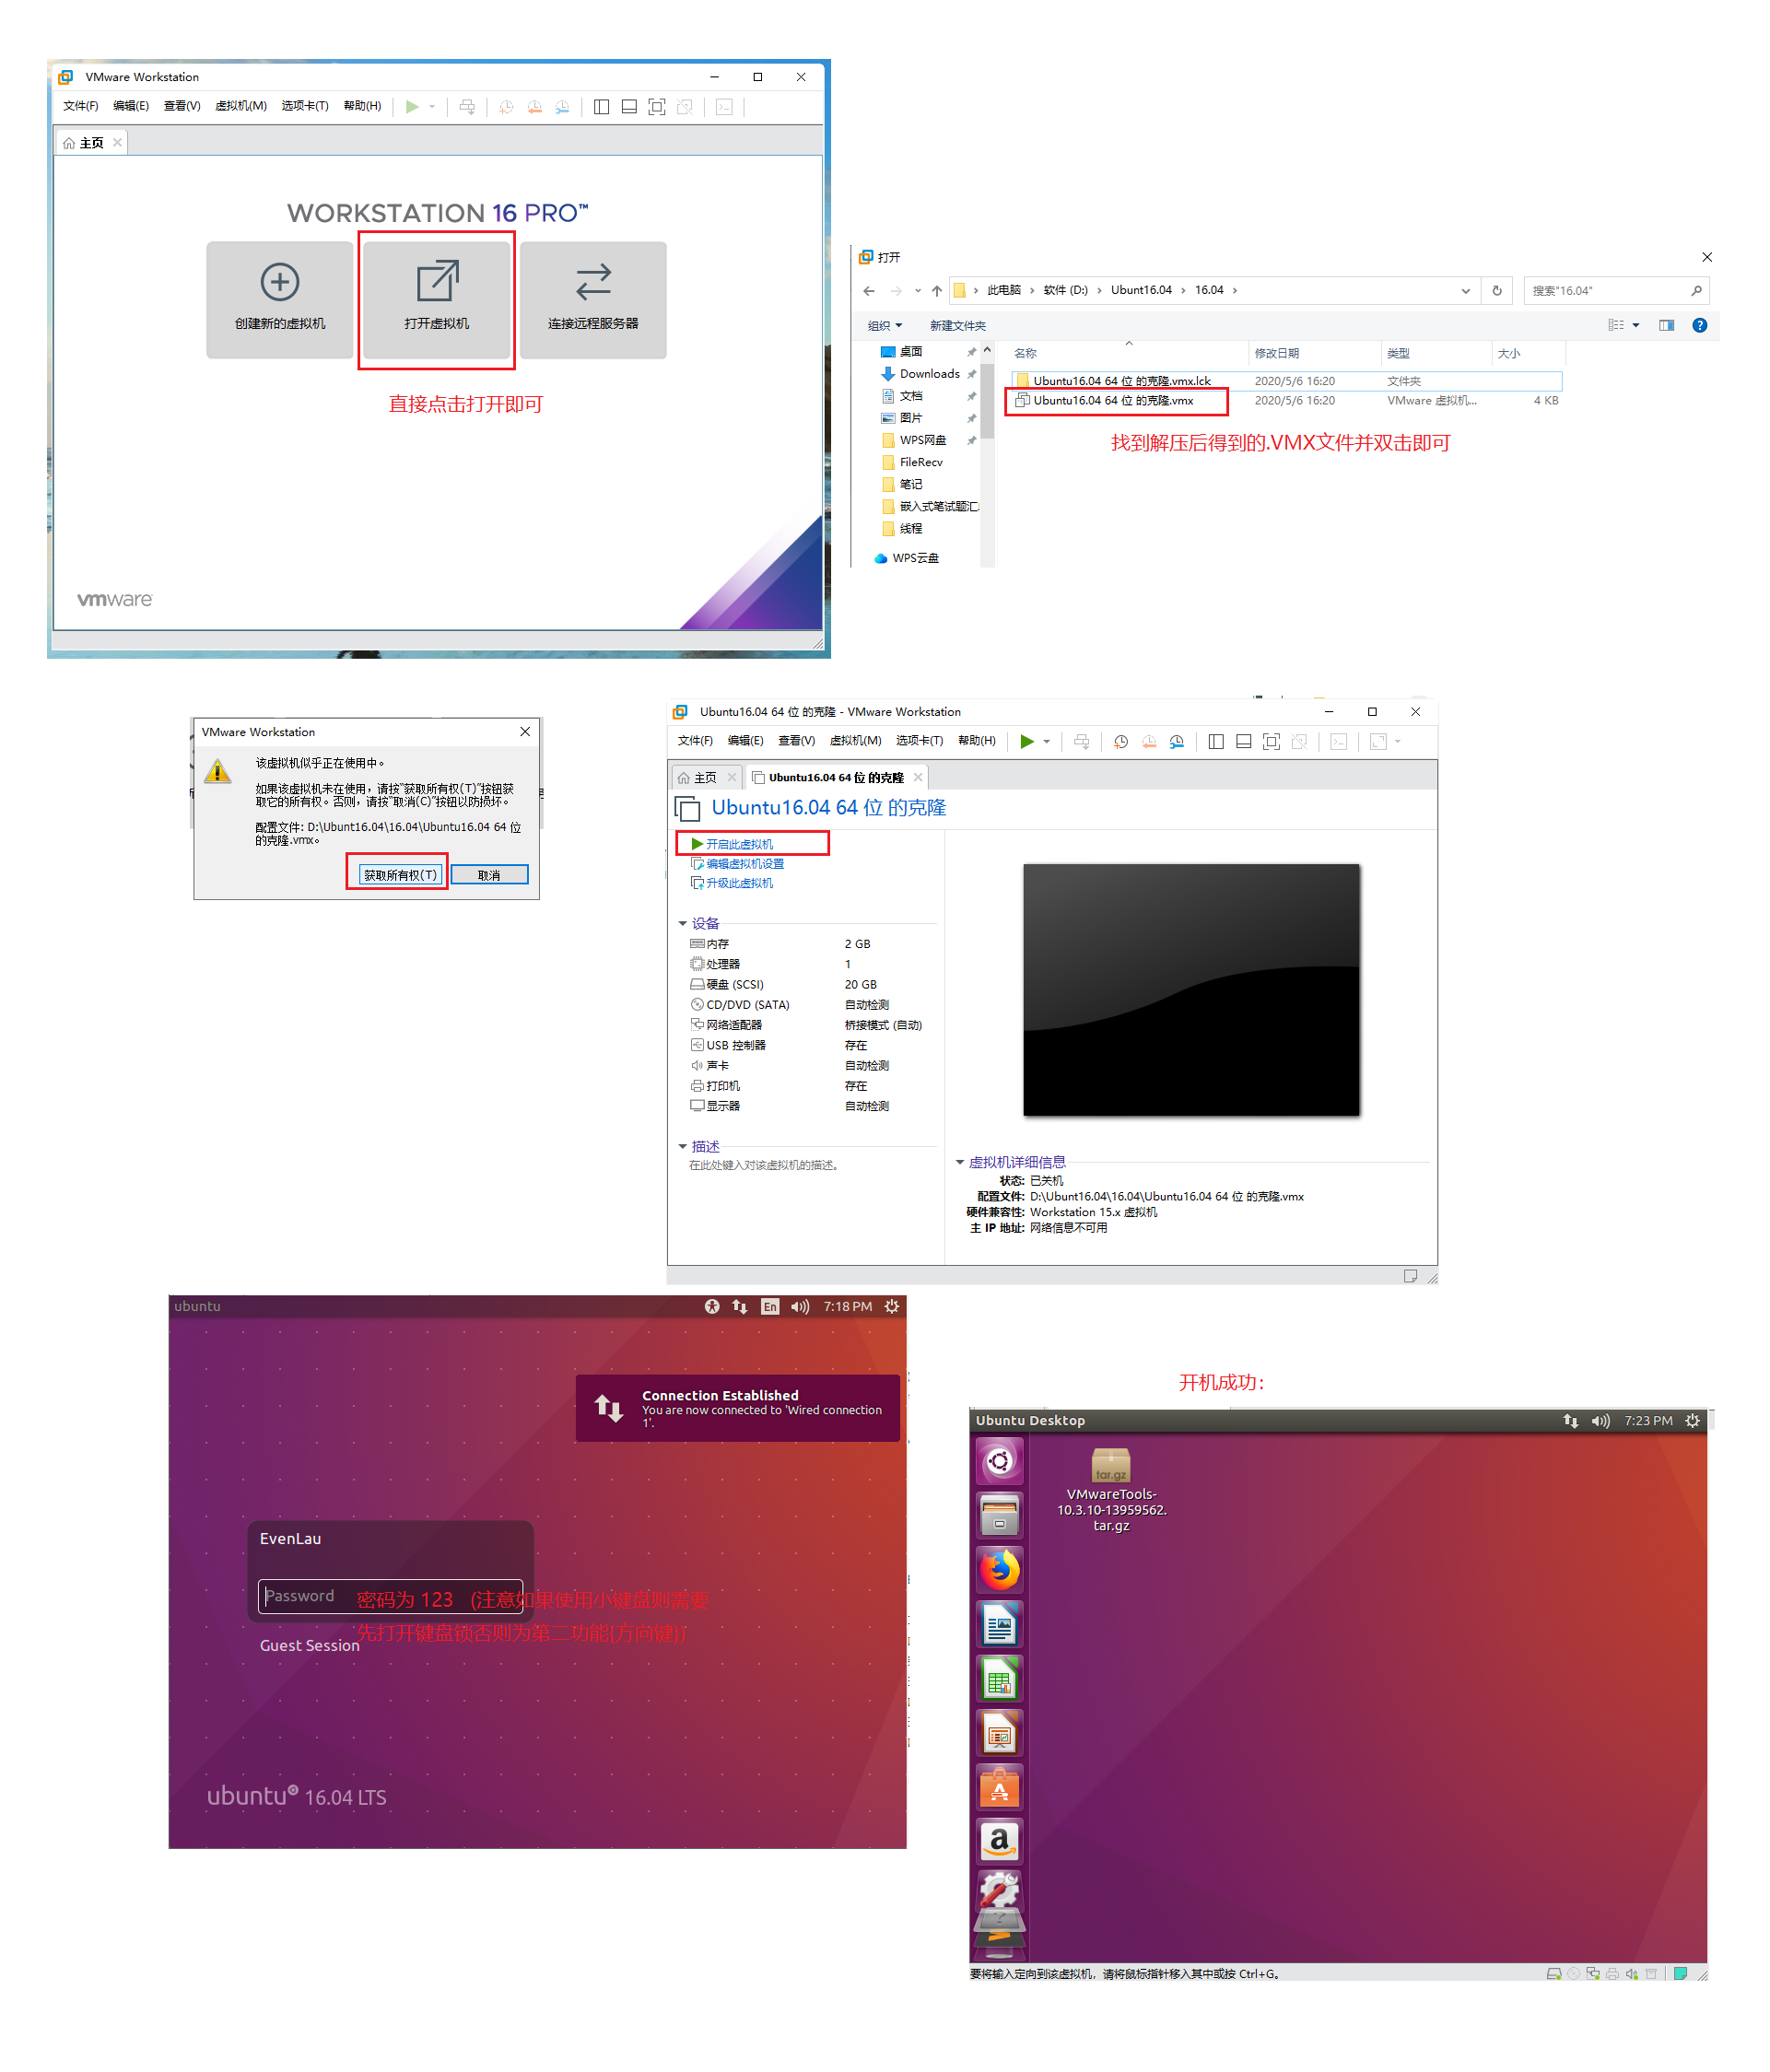 VMware Workstation
文件(F) 编辑(E) 查看(V) 虚拟机(M) 选项卡(T) 帮助(H)
主页
WORKSTATION 16 PRO™
创建新的虚拟机 打开虚拟机 连接远程服务器
直接点击打开即可
vmware
打开
此电脑 › 软件 (D:) › Ubunt16.04 › 16.04 ›
搜索"16.04"
组织 新建文件夹
桌面
Downloads
文档
图片
WPS网盘
FileRecv
笔记
嵌入式笔试题汇
线程
WPS云盘
名称 修改日期 类型 大小
Ubuntu16.04 64 位 的克隆.vmx.lck 2020/5/6 16:20 文件夹
Ubuntu16.04 64 位 的克隆.vmx 2020/5/6 16:20 VMware 虚拟机... 4 KB
找到解压后得到的.VMX文件并双击即可
VMware Workstation
该虚拟机似乎正在使用中。
如果该虚拟机未在使用，请按"获取所有权(T)"按钮获
取它的所有权。否则，请按"取消(C)"按钮以防损坏。
配置文件: D:\Ubunt16.04\16.04\Ubuntu16.04 64 位
的克隆.vmx。
获取所有权(T) 取消
Ubuntu16.04 64 位 的克隆 - VMware Workstation
文件(F) 编辑(E) 查看(V) 虚拟机(M) 选项卡(T) 帮助(H)
主页 Ubuntu16.04 64 位 的克隆
Ubuntu16.04 64 位 的克隆
开启此虚拟机
编辑虚拟机设置
升级此虚拟机
设备
内存 2 GB
处理器 1
硬盘 (SCSI) 20 GB
CD/DVD (SATA) 自动检测
网络适配器 桥接模式 (自动)
USB 控制器 存在
声卡 自动检测
打印机 存在
显示器 自动检测
描述
在此处键入对该虚拟机的描述。
虚拟机详细信息
状态: 已关机
配置文件: D:\Ubunt16.04\16.04\Ubuntu16.04 64 位 的克隆.vmx
硬件兼容性: Workstation 15.x 虚拟机
主 IP 地址: 网络信息不可用
ubuntu En 7:18 PM
Connection Established
You are now connected to 'Wired connection
1'.
EvenLau
Password
密码为 123 (注意如果使用小键盘则需要
先打开键盘锁否则为第二功能(方向键))
Guest Session
ubuntu® 16.04 LTS
开机成功：
Ubuntu Desktop 7:23 PM
tar.gz
VMwareTools-
10.3.10-13959562.
tar.gz
要将输入定向到该虚拟机，请将鼠标指针移入其中或按 Ctrl+G。